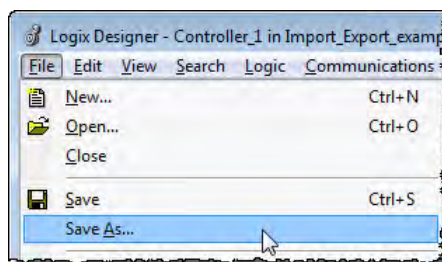 Logix Designer - Controller_1 in Import_Export_examp
File Edit View Search Logic Communications
New... Ctrl+N
Open... Ctrl+O
Close
Save Ctrl+S
Save As...